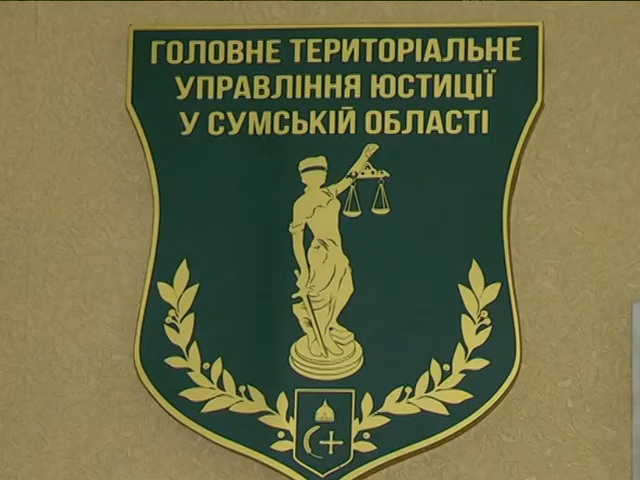 ГОЛОВНЕ ТЕРИТОРІАЛЬНЕ
УПРАВЛІННЯ ЮСТИЦІЇ
У СУМСЬКІЙ ОБЛАСТІ